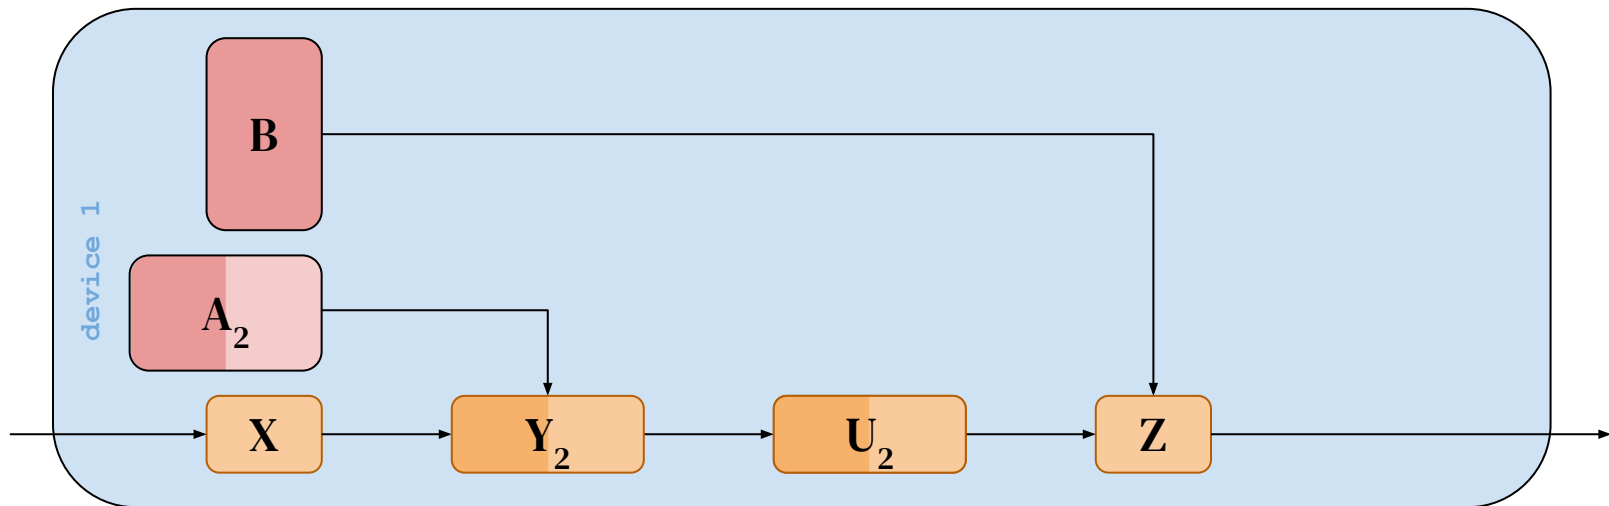 B
device 1
A₂
X
Y₂
U₂
Z